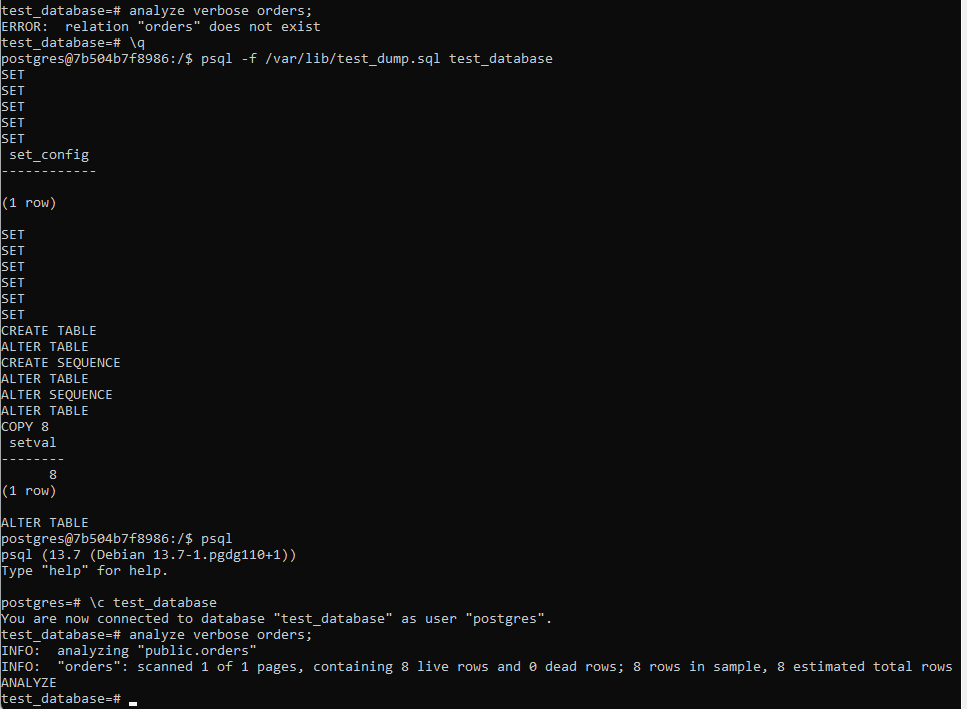 test_database=# analyze verbose orders;
ERROR:  relation "orders" does not exist
test_database=# \q
postgres@7b504b7f8986:/$ psql -f /var/lib/test_dump.sql test_database
SET
SET
SET
SET
SET
 set_config
------------

(1 row)

SET
SET
SET
SET
SET
SET
CREATE TABLE
ALTER TABLE
CREATE SEQUENCE
ALTER TABLE
ALTER SEQUENCE
ALTER TABLE
COPY 8
 setval
--------
      8
(1 row)

ALTER TABLE
postgres@7b504b7f8986:/$ psql
psql (13.7 (Debian 13.7-1.pgdg110+1))
Type "help" for help.

postgres=# \c test_database
You are now connected to database "test_database" as user "postgres".
test_database=# analyze verbose orders;
INFO:  analyzing "public.orders"
INFO:  "orders": scanned 1 of 1 pages, containing 8 live rows and 0 dead rows; 8 rows in sample, 8 estimated total rows
ANALYZE
test_database=#